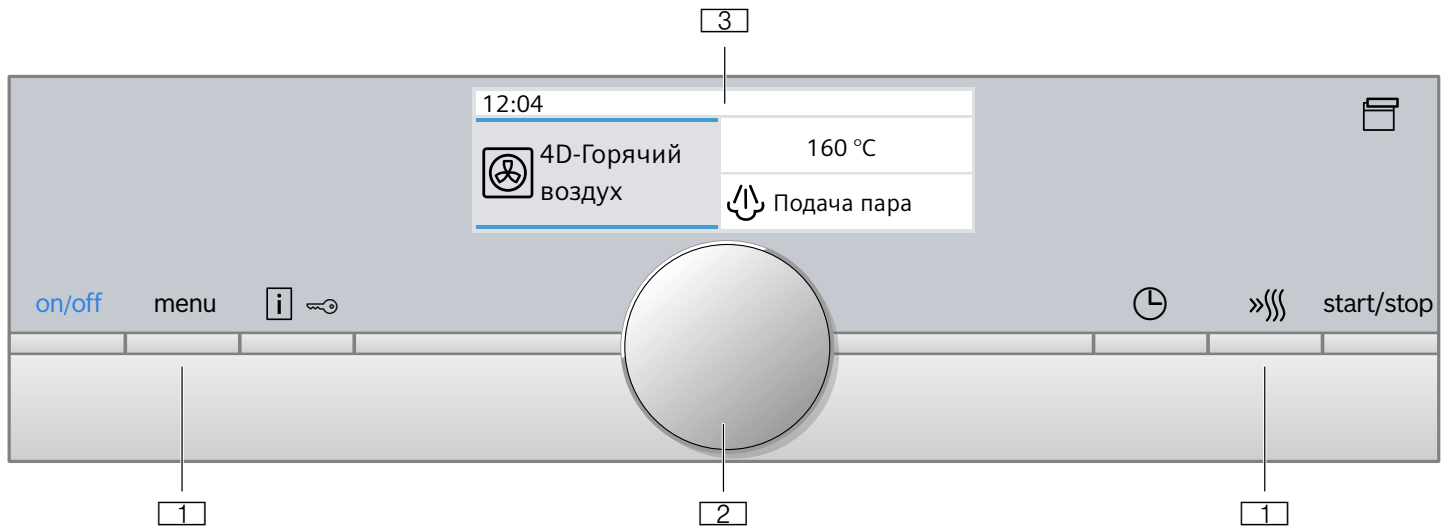 3
12:04
4D-Горячий
воздух
160 °C
Подача пара
on/off menu i start/stop
1 2 1